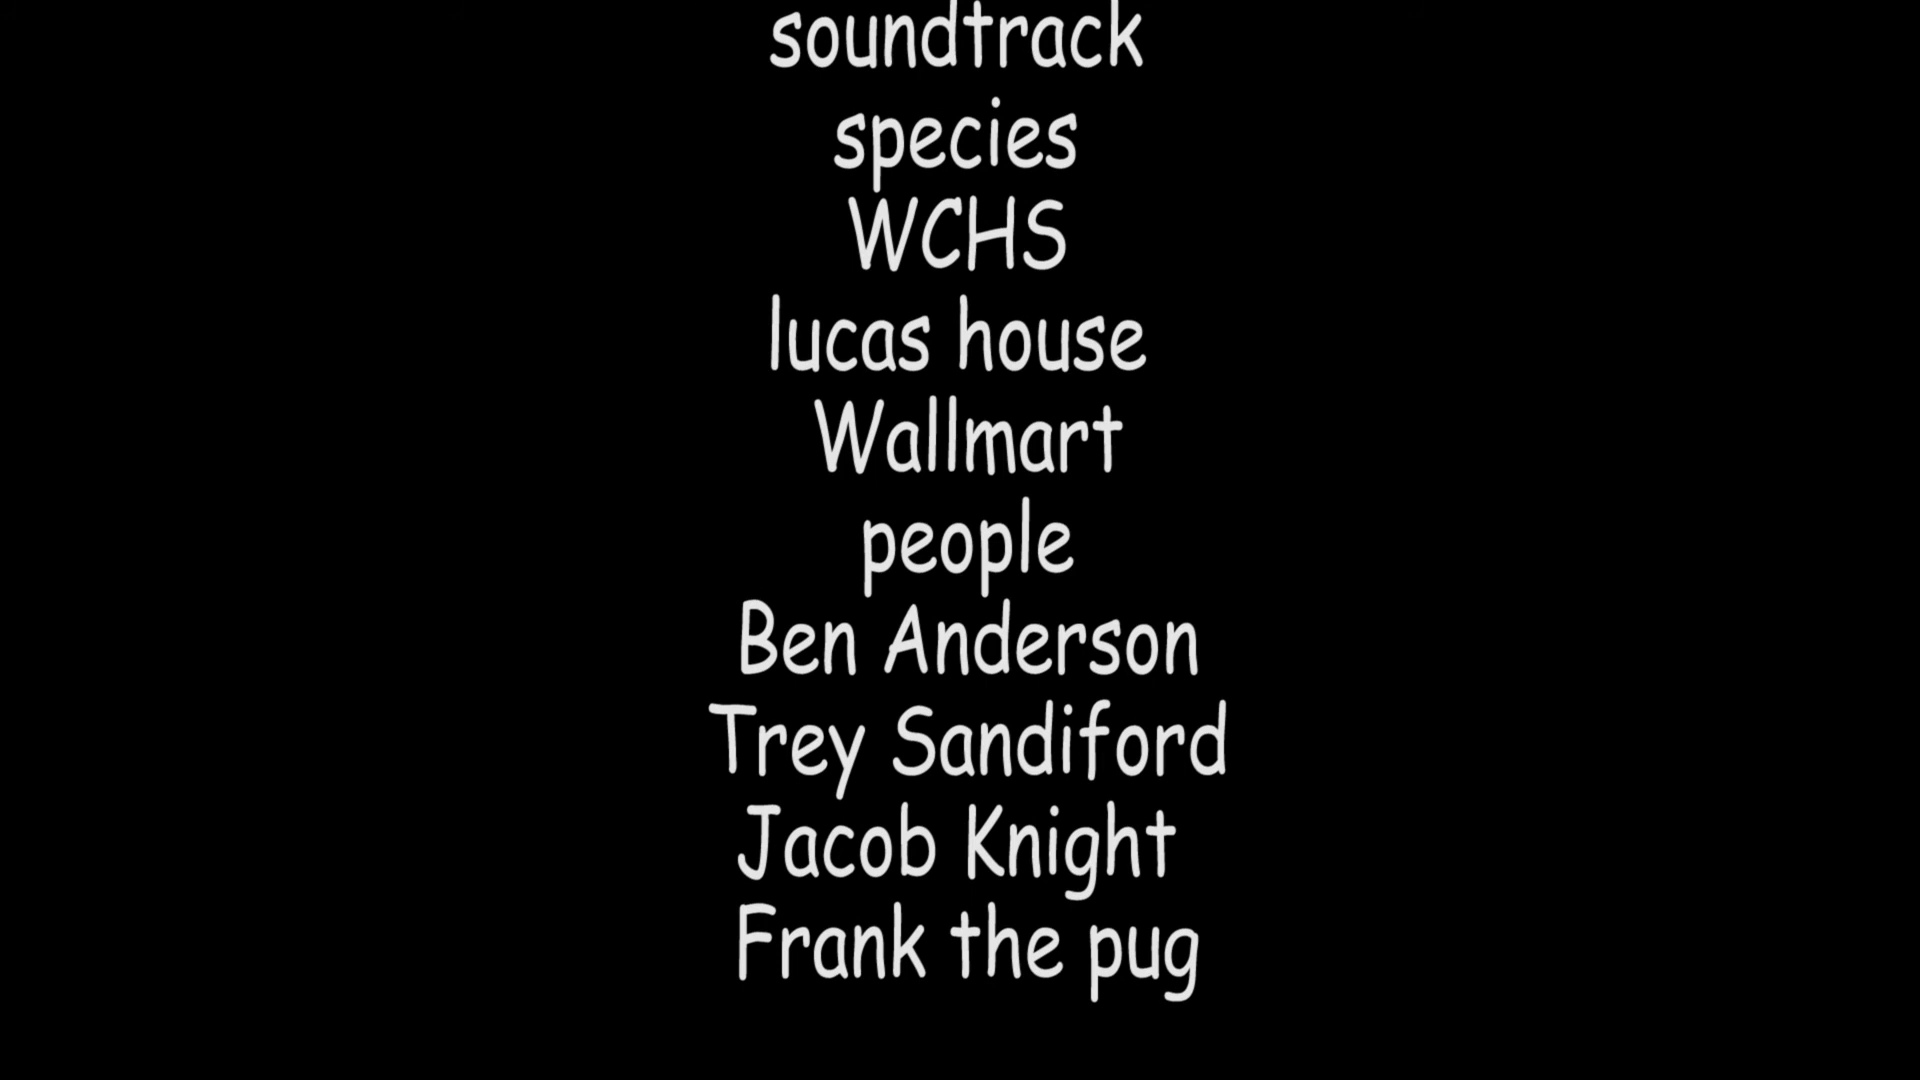 soundtrack
species
WCHS
lucas house
Wallmart
people
Ben Anderson
Trey Sandiford
Jacob Knight
Frank the pug